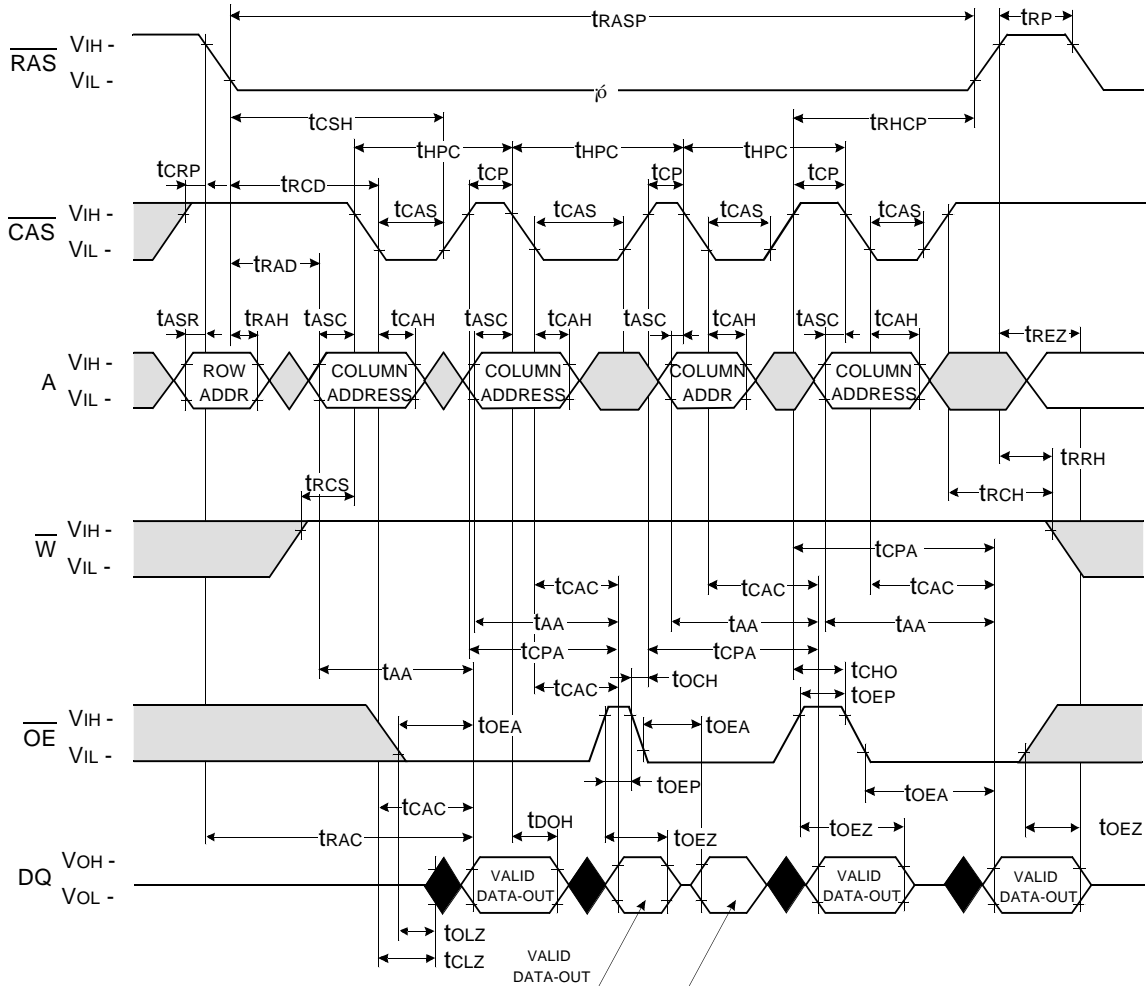 tRASP
tRP
RAS
VIH -
VIL -
ó
tCSH
tRHCP
tHPC
tHPC
tHPC
tCRP
tRCD
tCP
tCP
tCP
CAS
VIH -
VIL -
tCAS
tCAS
tCAS
tCAS
tRAD
tASR
tRAH
tASC
tCAH
tASC
tCAH
tASC
tCAH
tASC
tCAH
tREZ
A
VIH -
VIL -
ROW
ADDR
COLUMN
ADDRESS
COLUMN
ADDRESS
COLUMN
ADDR
COLUMN
ADDRESS
tRRH
tRCS
tRCH
W
VIH -
VIL -
tCPA
tCAC
tCAC
tCAC
tAA
tAA
tAA
tCPA
tCPA
tAA
tCAC
tOCH
tCHO
tOEP
OE
VIH -
VIL -
tOEA
tOEA
tOEP
tOEA
tCAC
tDOH
tOEZ
tOEZ
tOEZ
tRAC
DQ
VOH -
VOL -
VALID
DATA-OUT
VALID
DATA-OUT
VALID
DATA-OUT
tOLZ
tCLZ
VALID
DATA-OUT